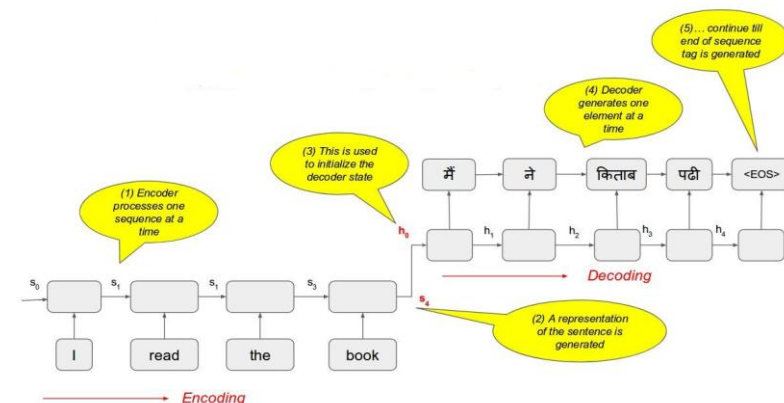 (5)... continue till
end of sequence
tag is generated
(4) Decoder
generates one
element at a
time
(3) This is used
to initialize the
decoder state
(1) Encoder
processes one
sequence at a
time
मैं ने किताब पढी <EOS>
h₀ h₁ h₂ h₃ h₄
Decoding
s₀ s₁ s₁ s₃ s₄
(2) A representation
of the sentence is
generated
I read the book
Encoding